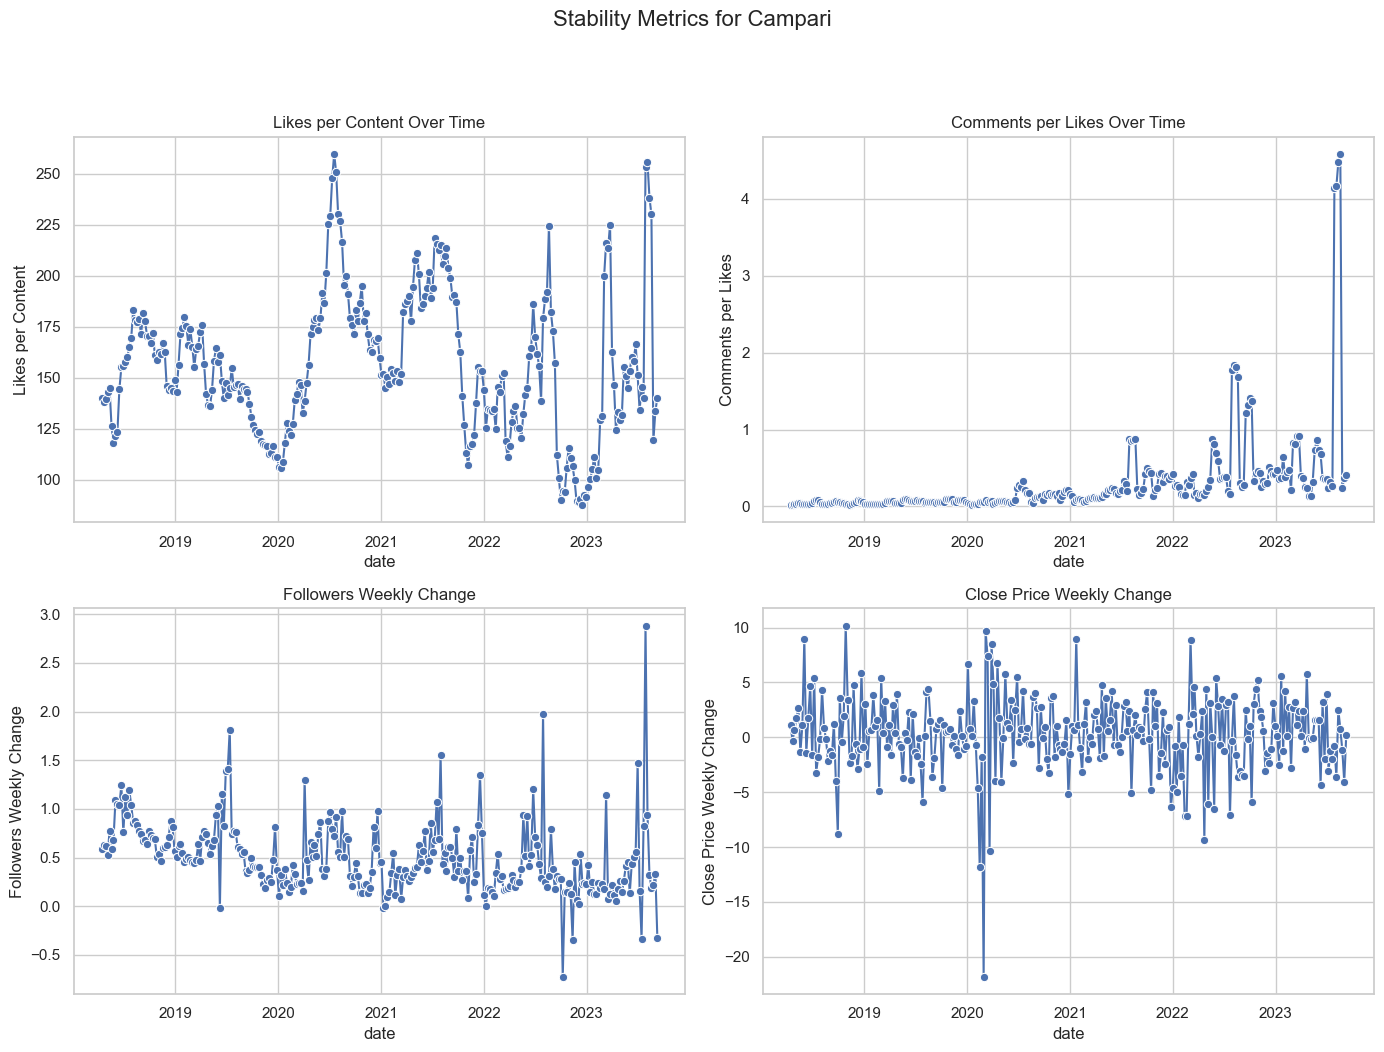 Stability Metrics for Campari
Likes per Content Over Time
Likes per Content
250
225
200
175
150
125
100
2019 2020 2021 2022 2023
date
Comments per Likes Over Time
Comments per Likes
4
3
2
1
0
2019 2020 2021 2022 2023
date
Followers Weekly Change
Followers Weekly Change
3.0
2.5
2.0
1.5
1.0
0.5
0.0
−0.5
2019 2020 2021 2022 2023
date
Close Price Weekly Change
Close Price Weekly Change
10
5
0
−5
−10
−15
−20
2019 2020 2021 2022 2023
date